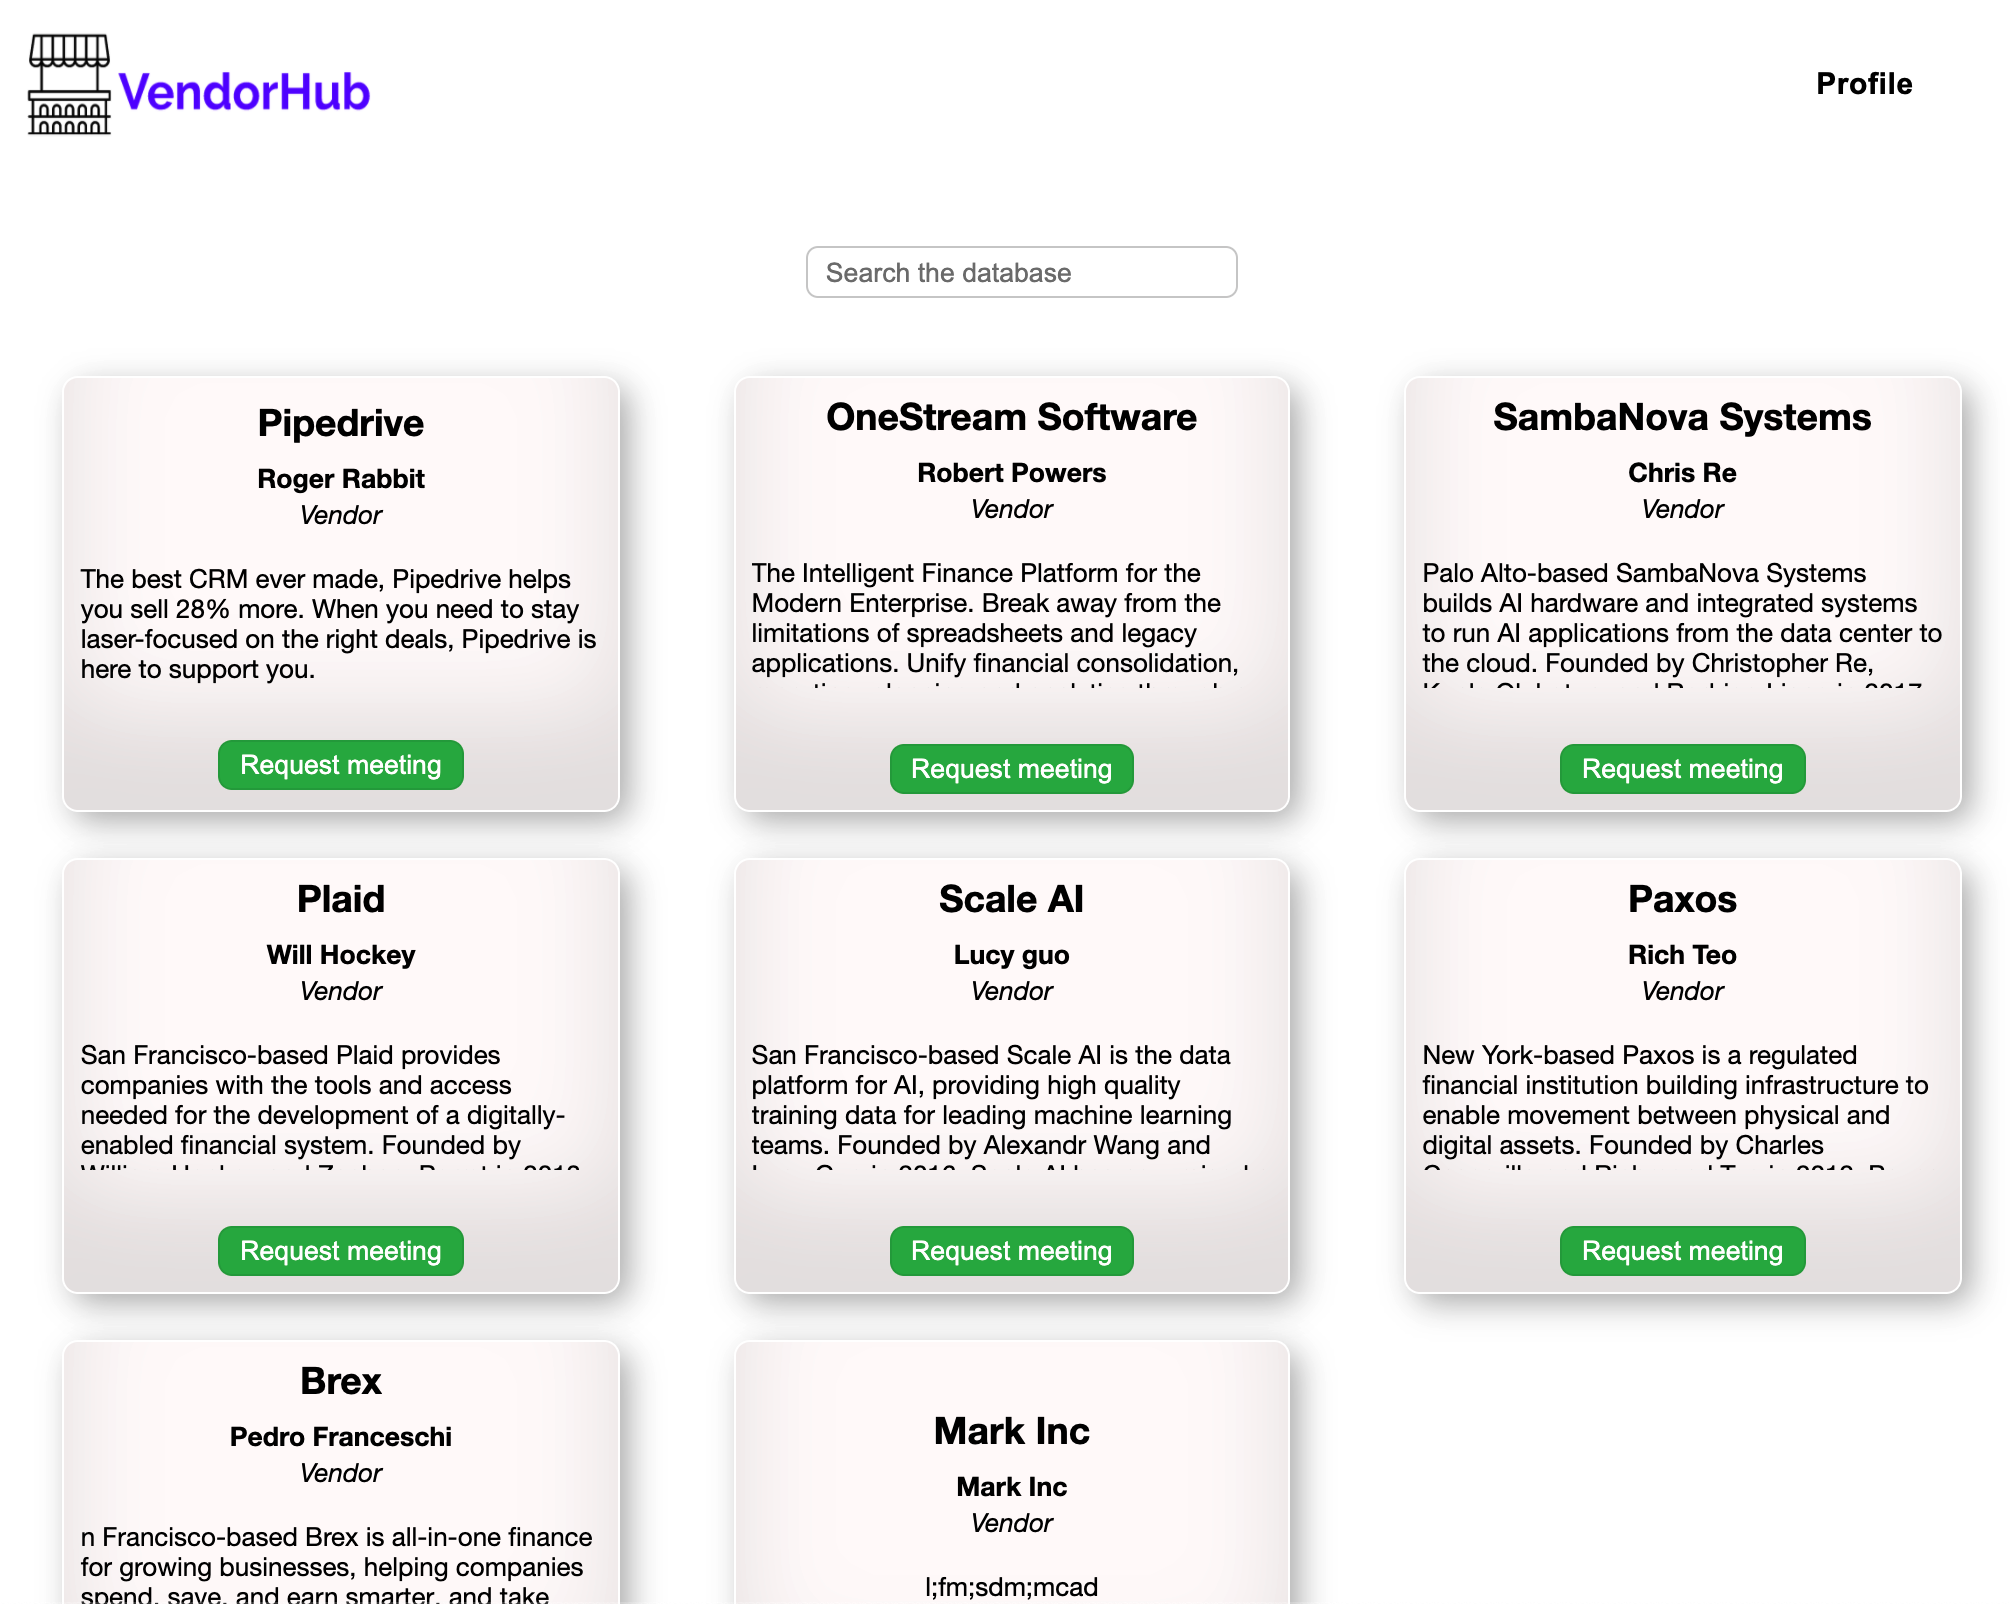 VendorHub
Profile
Search the database
Pipedrive
Roger Rabbit
Vendor
The best CRM ever made, Pipedrive helps
you sell 28% more. When you need to stay
laser-focused on the right deals, Pipedrive is
here to support you.
Request meeting
OneStream Software
Robert Powers
Vendor
The Intelligent Finance Platform for the
Modern Enterprise. Break away from the
limitations of spreadsheets and legacy
applications. Unify financial consolidation,
Request meeting
SambaNova Systems
Chris Re
Vendor
Palo Alto-based SambaNova Systems
builds AI hardware and integrated systems
to run AI applications from the data center to
the cloud. Founded by Christopher Re,
Request meeting
Plaid
Will Hockey
Vendor
San Francisco-based Plaid provides
companies with the tools and access
needed for the development of a digitally-
enabled financial system. Founded by
Request meeting
Scale AI
Lucy guo
Vendor
San Francisco-based Scale AI is the data
platform for AI, providing high quality
training data for leading machine learning
teams. Founded by Alexandr Wang and
Request meeting
Paxos
Rich Teo
Vendor
New York-based Paxos is a regulated
financial institution building infrastructure to
enable movement between physical and
digital assets. Founded by Charles
Request meeting
Brex
Pedro Franceschi
Vendor
n Francisco-based Brex is all-in-one finance
for growing businesses, helping companies
spend, save, and earn smarter, and take
Mark Inc
Mark Inc
Vendor
l;fm;sdm;mcad